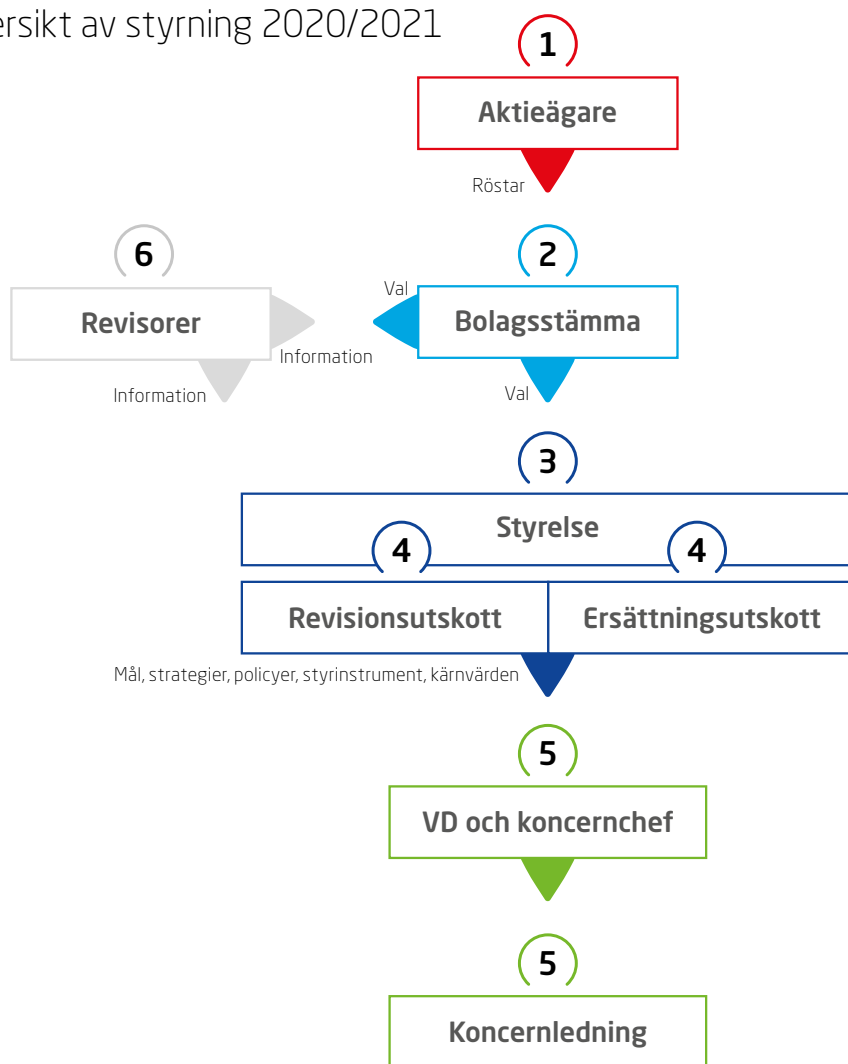 ersikt av styrning 2020/2021
1
Aktieägare
Röstar
6
2
Revisorer
Val
Bolagsstämma
Information
Information
Val
3
Styrelse
4
4
Revisionsutskott
Ersättningsutskott
Mål, strategier, policyer, styrinstrument, kärnvärden
5
VD och koncernchef
5
Koncernledning